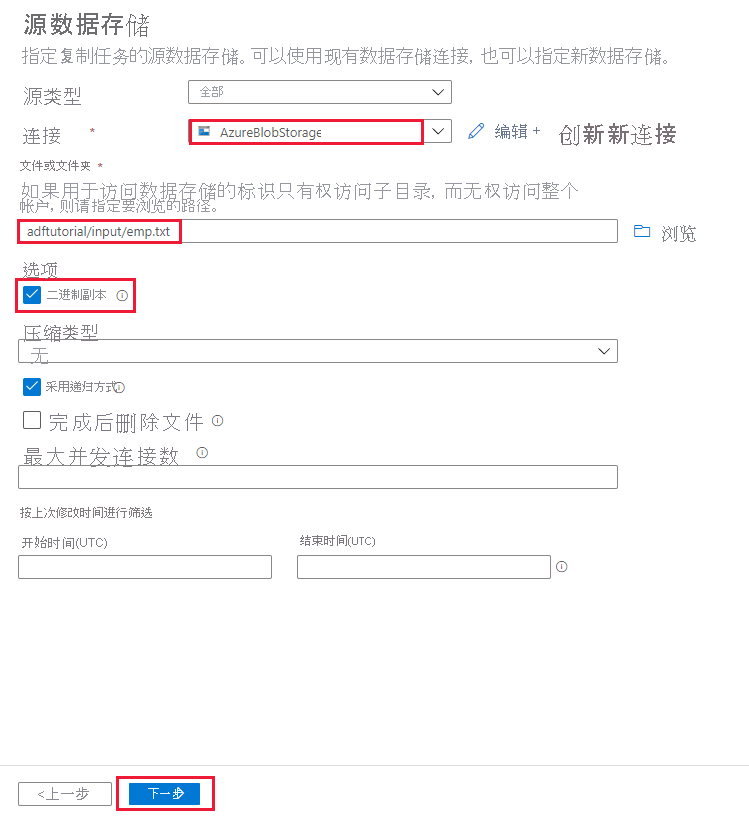 源数据存储
指定复制任务的源数据存储。可以使用现有数据存储连接, 也可以指定新数据存储。
源类型 全部
连接 * AzureBlobStorage 编辑 + 创新新连接
文件或文件夹 *
如果用于访问数据存储的标识只有权访问子目录, 而无权访问整个
帐户, 则请指定要浏览的路径。
adftutorial/input/emp.txt 浏览
选项
二进制副本
压缩类型
无
采用递归方式
完成后删除文件
最大并发连接数
按上次修改时间进行筛选
开始时间(UTC) 结束时间(UTC)
<上一步 下一步